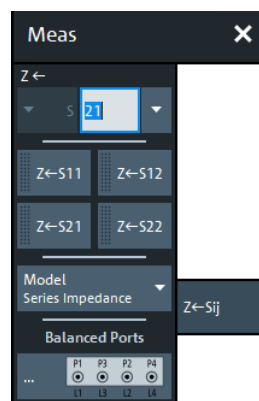 Meas
Z←
S 21
Z←S11 Z←S12
Z←S21 Z←S22
Model
Series Impedance
Z←Sij
Balanced Ports
... P1 P3 P2 P4
L1 L3 L2 L4